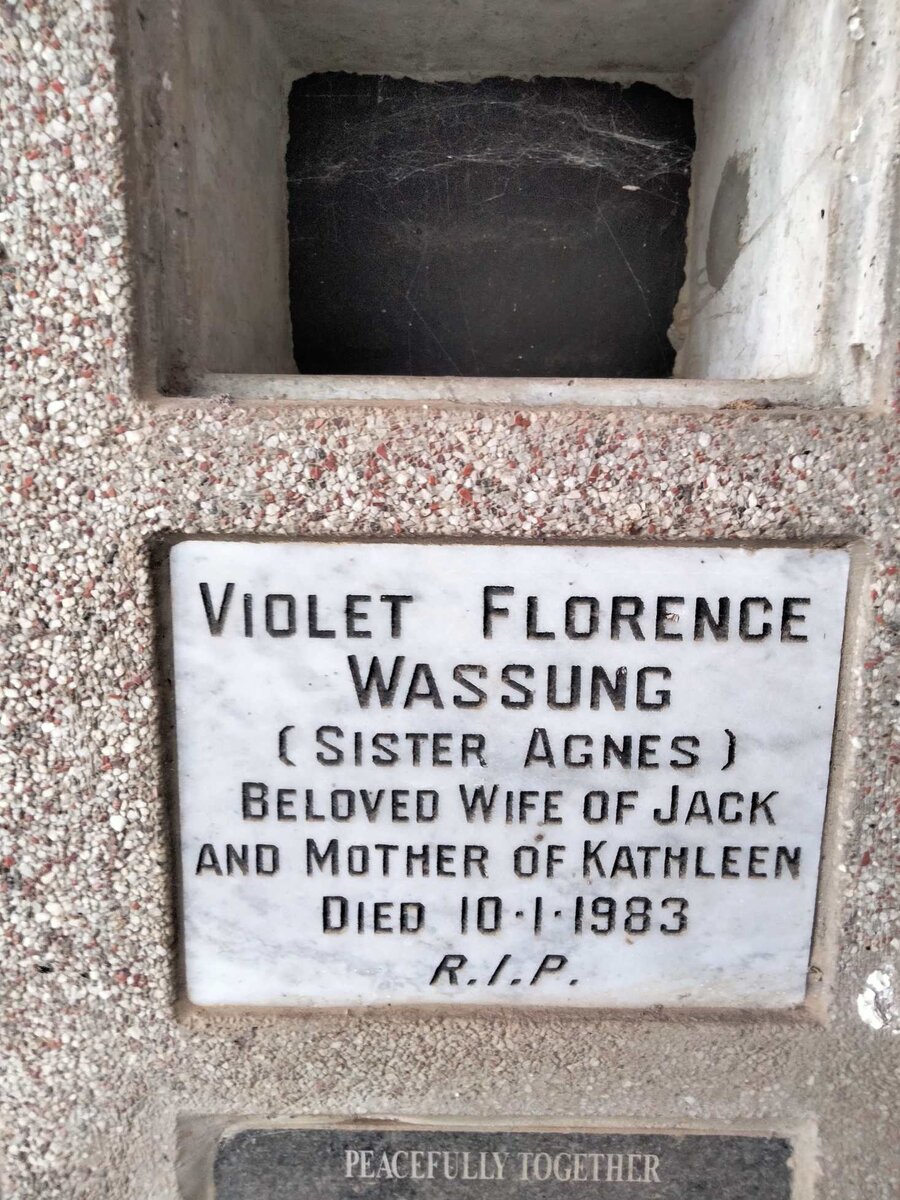 VIOLET FLORENCE
WASSUNG
(SISTER AGNES)
BELOVED WIFE OF JACK
AND MOTHER OF KATHLEEN
DIED 10·1·1983
R.I.P.
PEACEFULLY TOGETHER